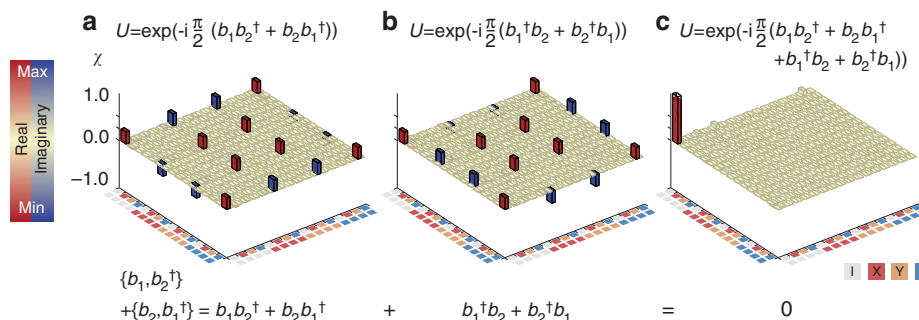 a U=exp(-i π/2 (b₁b₂† + b₂b₁†))
b U=exp(-i π/2 (b₁†b₂ + b₂†b₁))
c U=exp(-i π/2 (b₁b₂† + b₂b₁†
+b₁†b₂ + b₂†b₁))
χ
Max
Real
Imaginary
Min
1.0
0.0
−1.0
I X Y
{b₁,b₂†}
+{b₂,b₁†} = b₁b₂† + b₂b₁† + b₁†b₂ + b₂†b₁ = 0